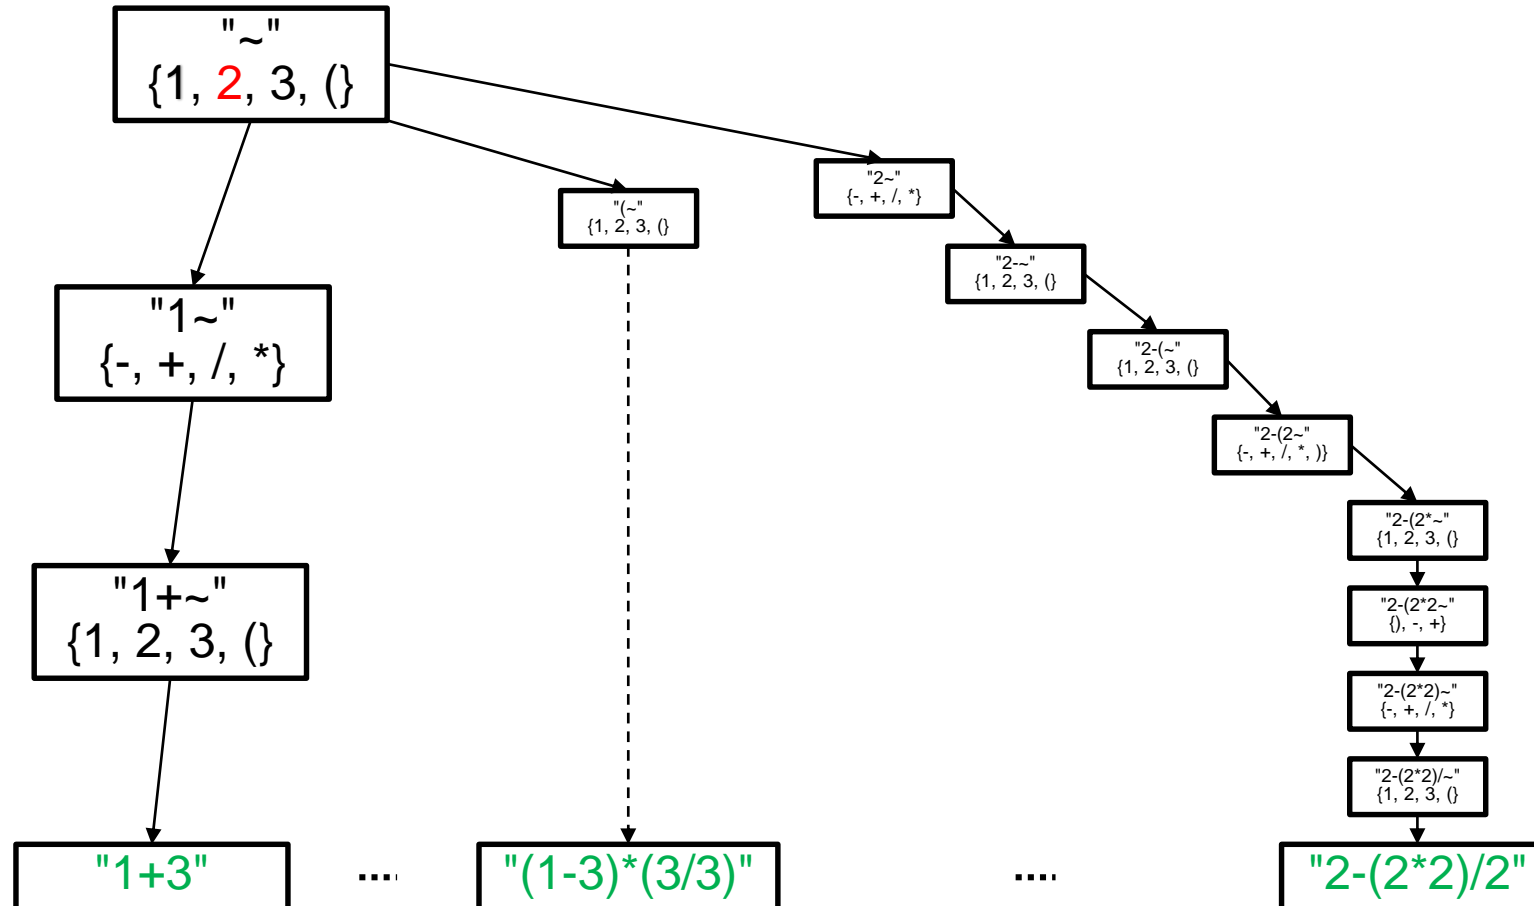 "~"
{1, 2, 3, (}
"2~"
{-, +, /, *}
"(~"
{1, 2, 3, (}
"2-~"
{1, 2, 3, (}
"1~"
{-, +, /, *}
"2-(~"
{1, 2, 3, (}
"2-(2~"
{-, +, /, *, )}
"2-(2*~"
{1, 2, 3, (}
"1+~"
{1, 2, 3, (}
"2-(2*2~"
{), -, +}
"2-(2*2)~"
{-, +, /, *}
"2-(2*2)/~"
{1, 2, 3, (}
"1+3" .... "(1-3)*(3/3)" .... "2-(2*2)/2"